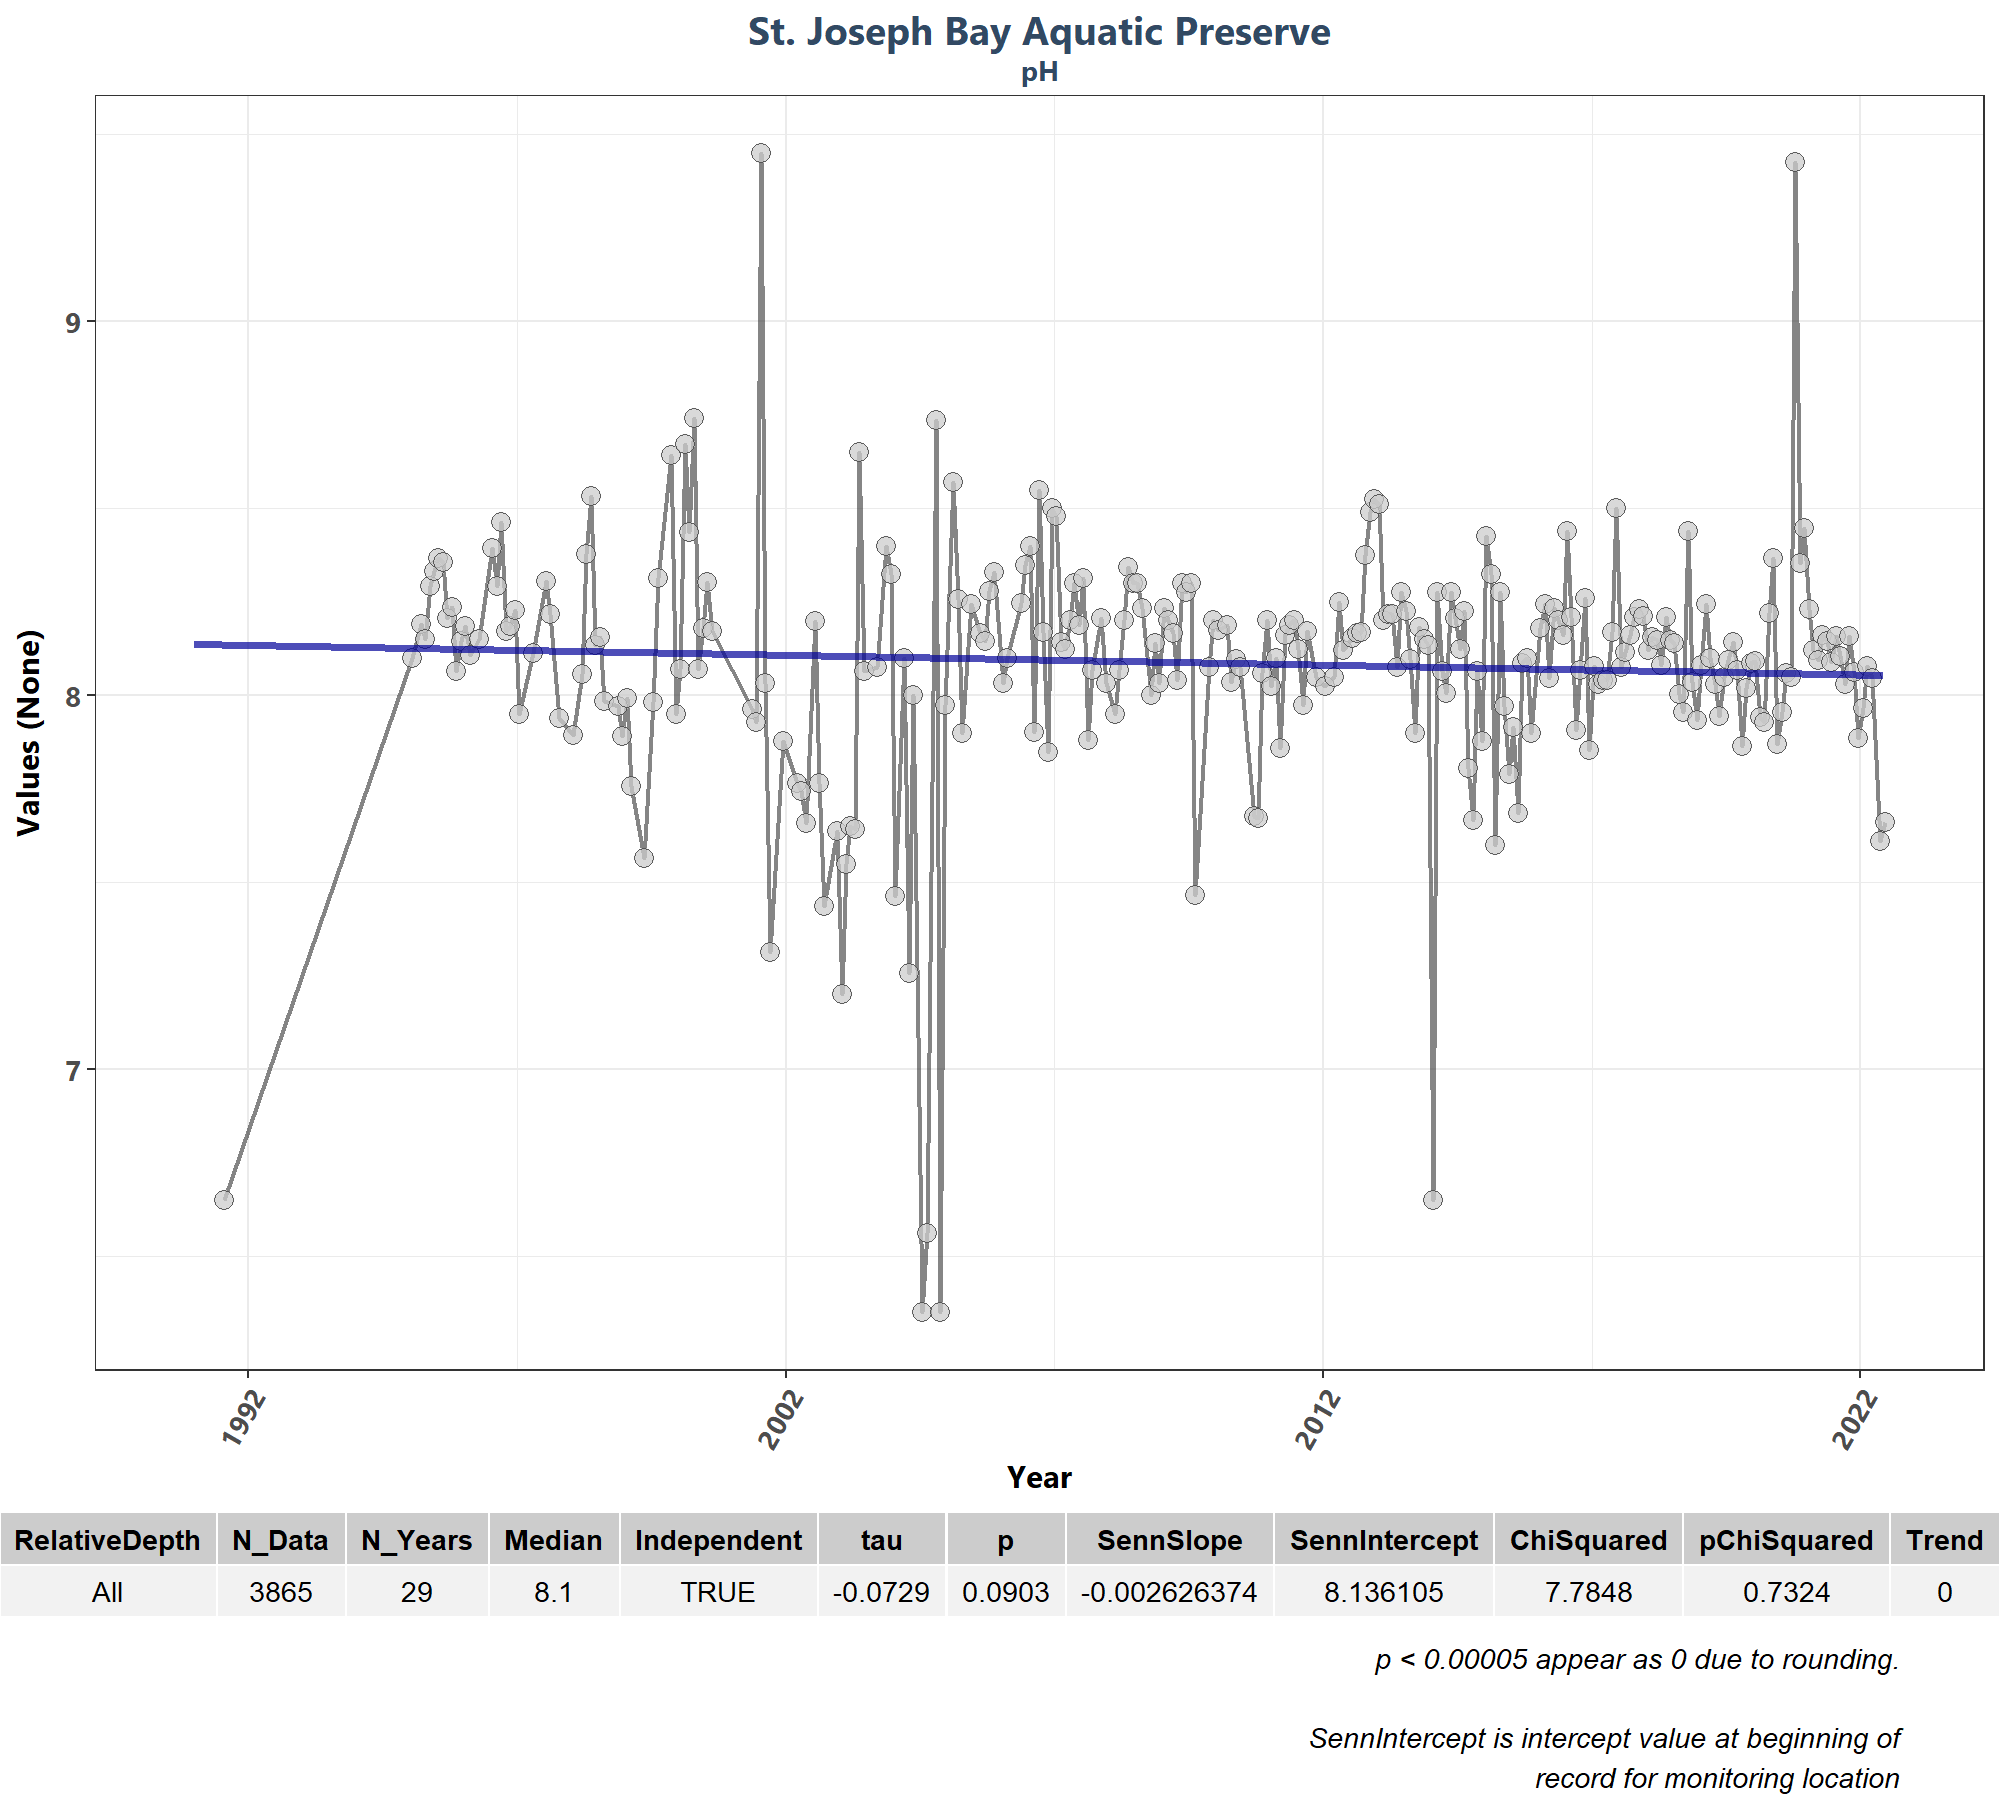 St. Joseph Bay Aquatic Preserve
pH
Values (None)
9
8
7
1992
2002
2012
2022
Year
RelativeDepth N_Data N_Years Median Independent tau p SennSlope SennIntercept ChiSquared pChiSquared Trend
All 3865 29 8.1 TRUE -0.0729 0.0903 -0.002626374 8.136105 7.7848 0.7324 0
p < 0.00005 appear as 0 due to rounding.
SennIntercept is intercept value at beginning of
record for monitoring location